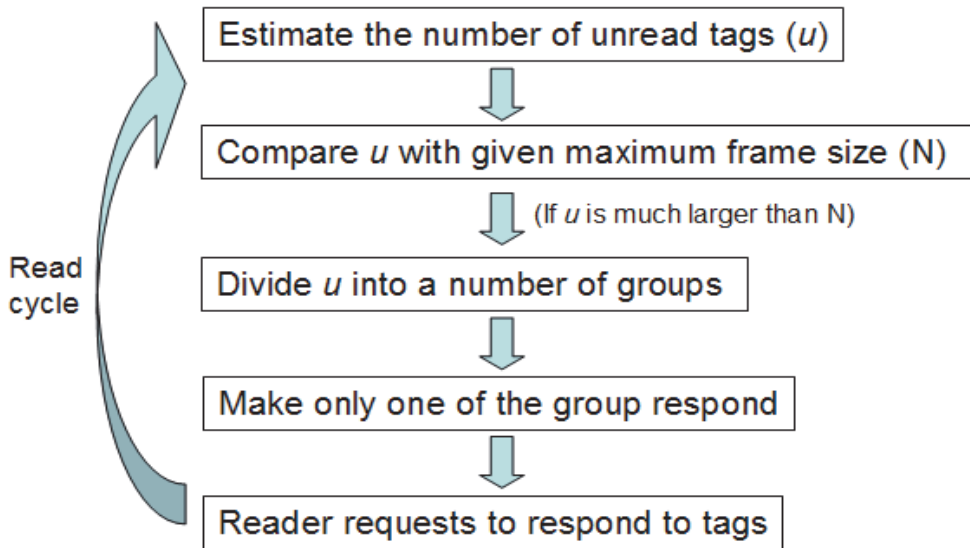 Estimate the number of unread tags (u)
Compare u with given maximum frame size (N)
(If u is much larger than N)
Read
cycle
Divide u into a number of groups
Make only one of the group respond
Reader requests to respond to tags